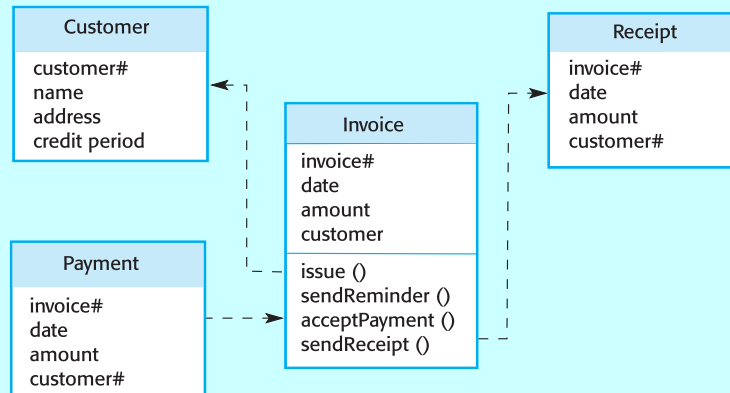 Customer
customer#
name
address
credit period
Invoice
invoice#
date
amount
customer
issue ()
sendReminder ()
acceptPayment ()
sendReceipt ()
Receipt
invoice#
date
amount
customer#
Payment
invoice#
date
amount
customer#